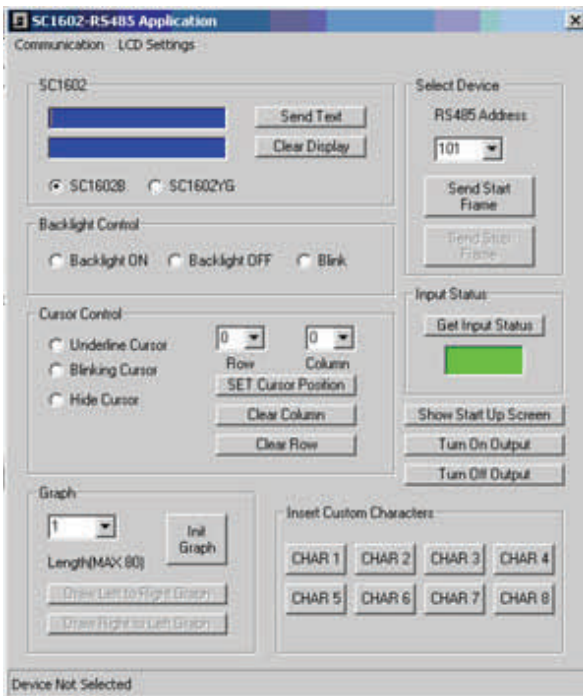 SC1602-RS485 Application
Communication LCD Settings
SC1602
Send Text
Clear Display
SC1602B SC1602YG
Select Device
RS485 Address
101
Send Start
Frame
Send Stop
Frame
Backlight Control
Backlight ON Backlight OFF Blink
Input Status
Get Input Status
Cursor Control
Underline Cursor
Blinking Cursor
Hide Cursor
0 0
Row Column
SET Cursor Position
Clear Column
Clear Row
Show Start Up Screen
Turn On Output
Turn Off Output
Graph
1
Init
Graph
Length(MAX 80)
Draw Left to Right Graph
Draw Right to Left Graph
Insert Custom Characters
CHAR 1 CHAR 2 CHAR 3 CHAR 4
CHAR 5 CHAR 6 CHAR 7 CHAR 8
Device Not Selected